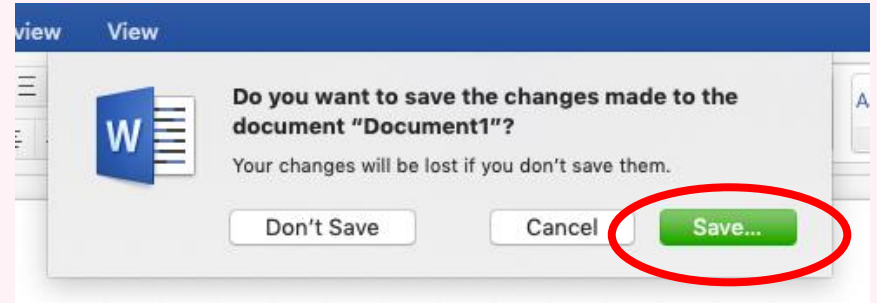 view View
Do you want to save the changes made to the
document “Document1”?
W
Your changes will be lost if you don’t save them.
Don’t Save Cancel Save...